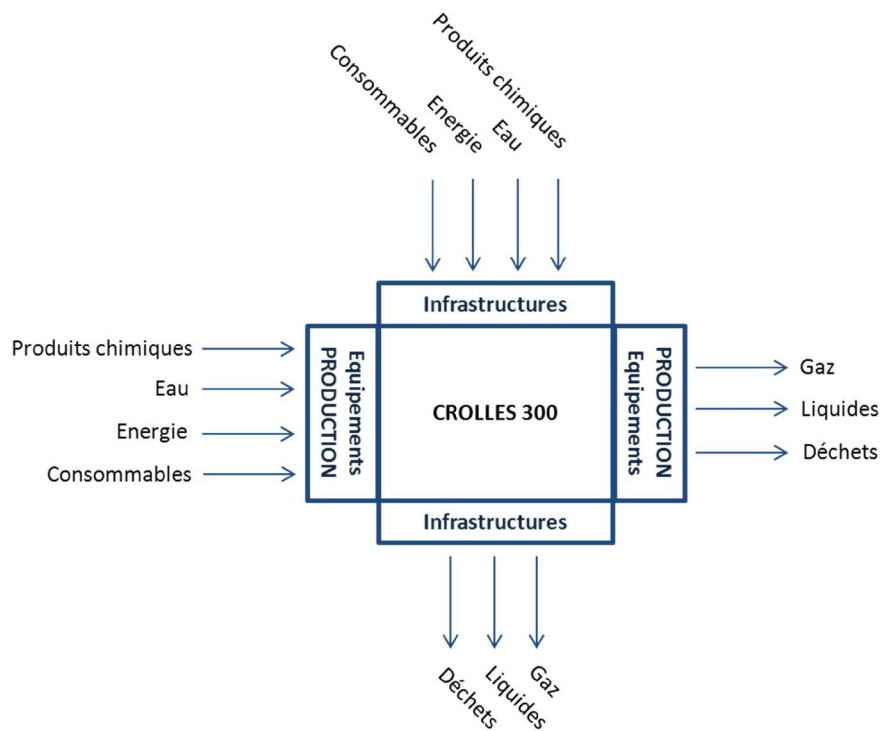 Consommables
Energie
Eau
Produits chimiques
Infrastructures
Produits chimiques
Eau
Energie
Consommables
Equipements
PRODUCTION
CROLLES 300
PRODUCTION
Equipements
Gaz
Liquides
Déchets
Infrastructures
Déchets
Liquides
Gaz